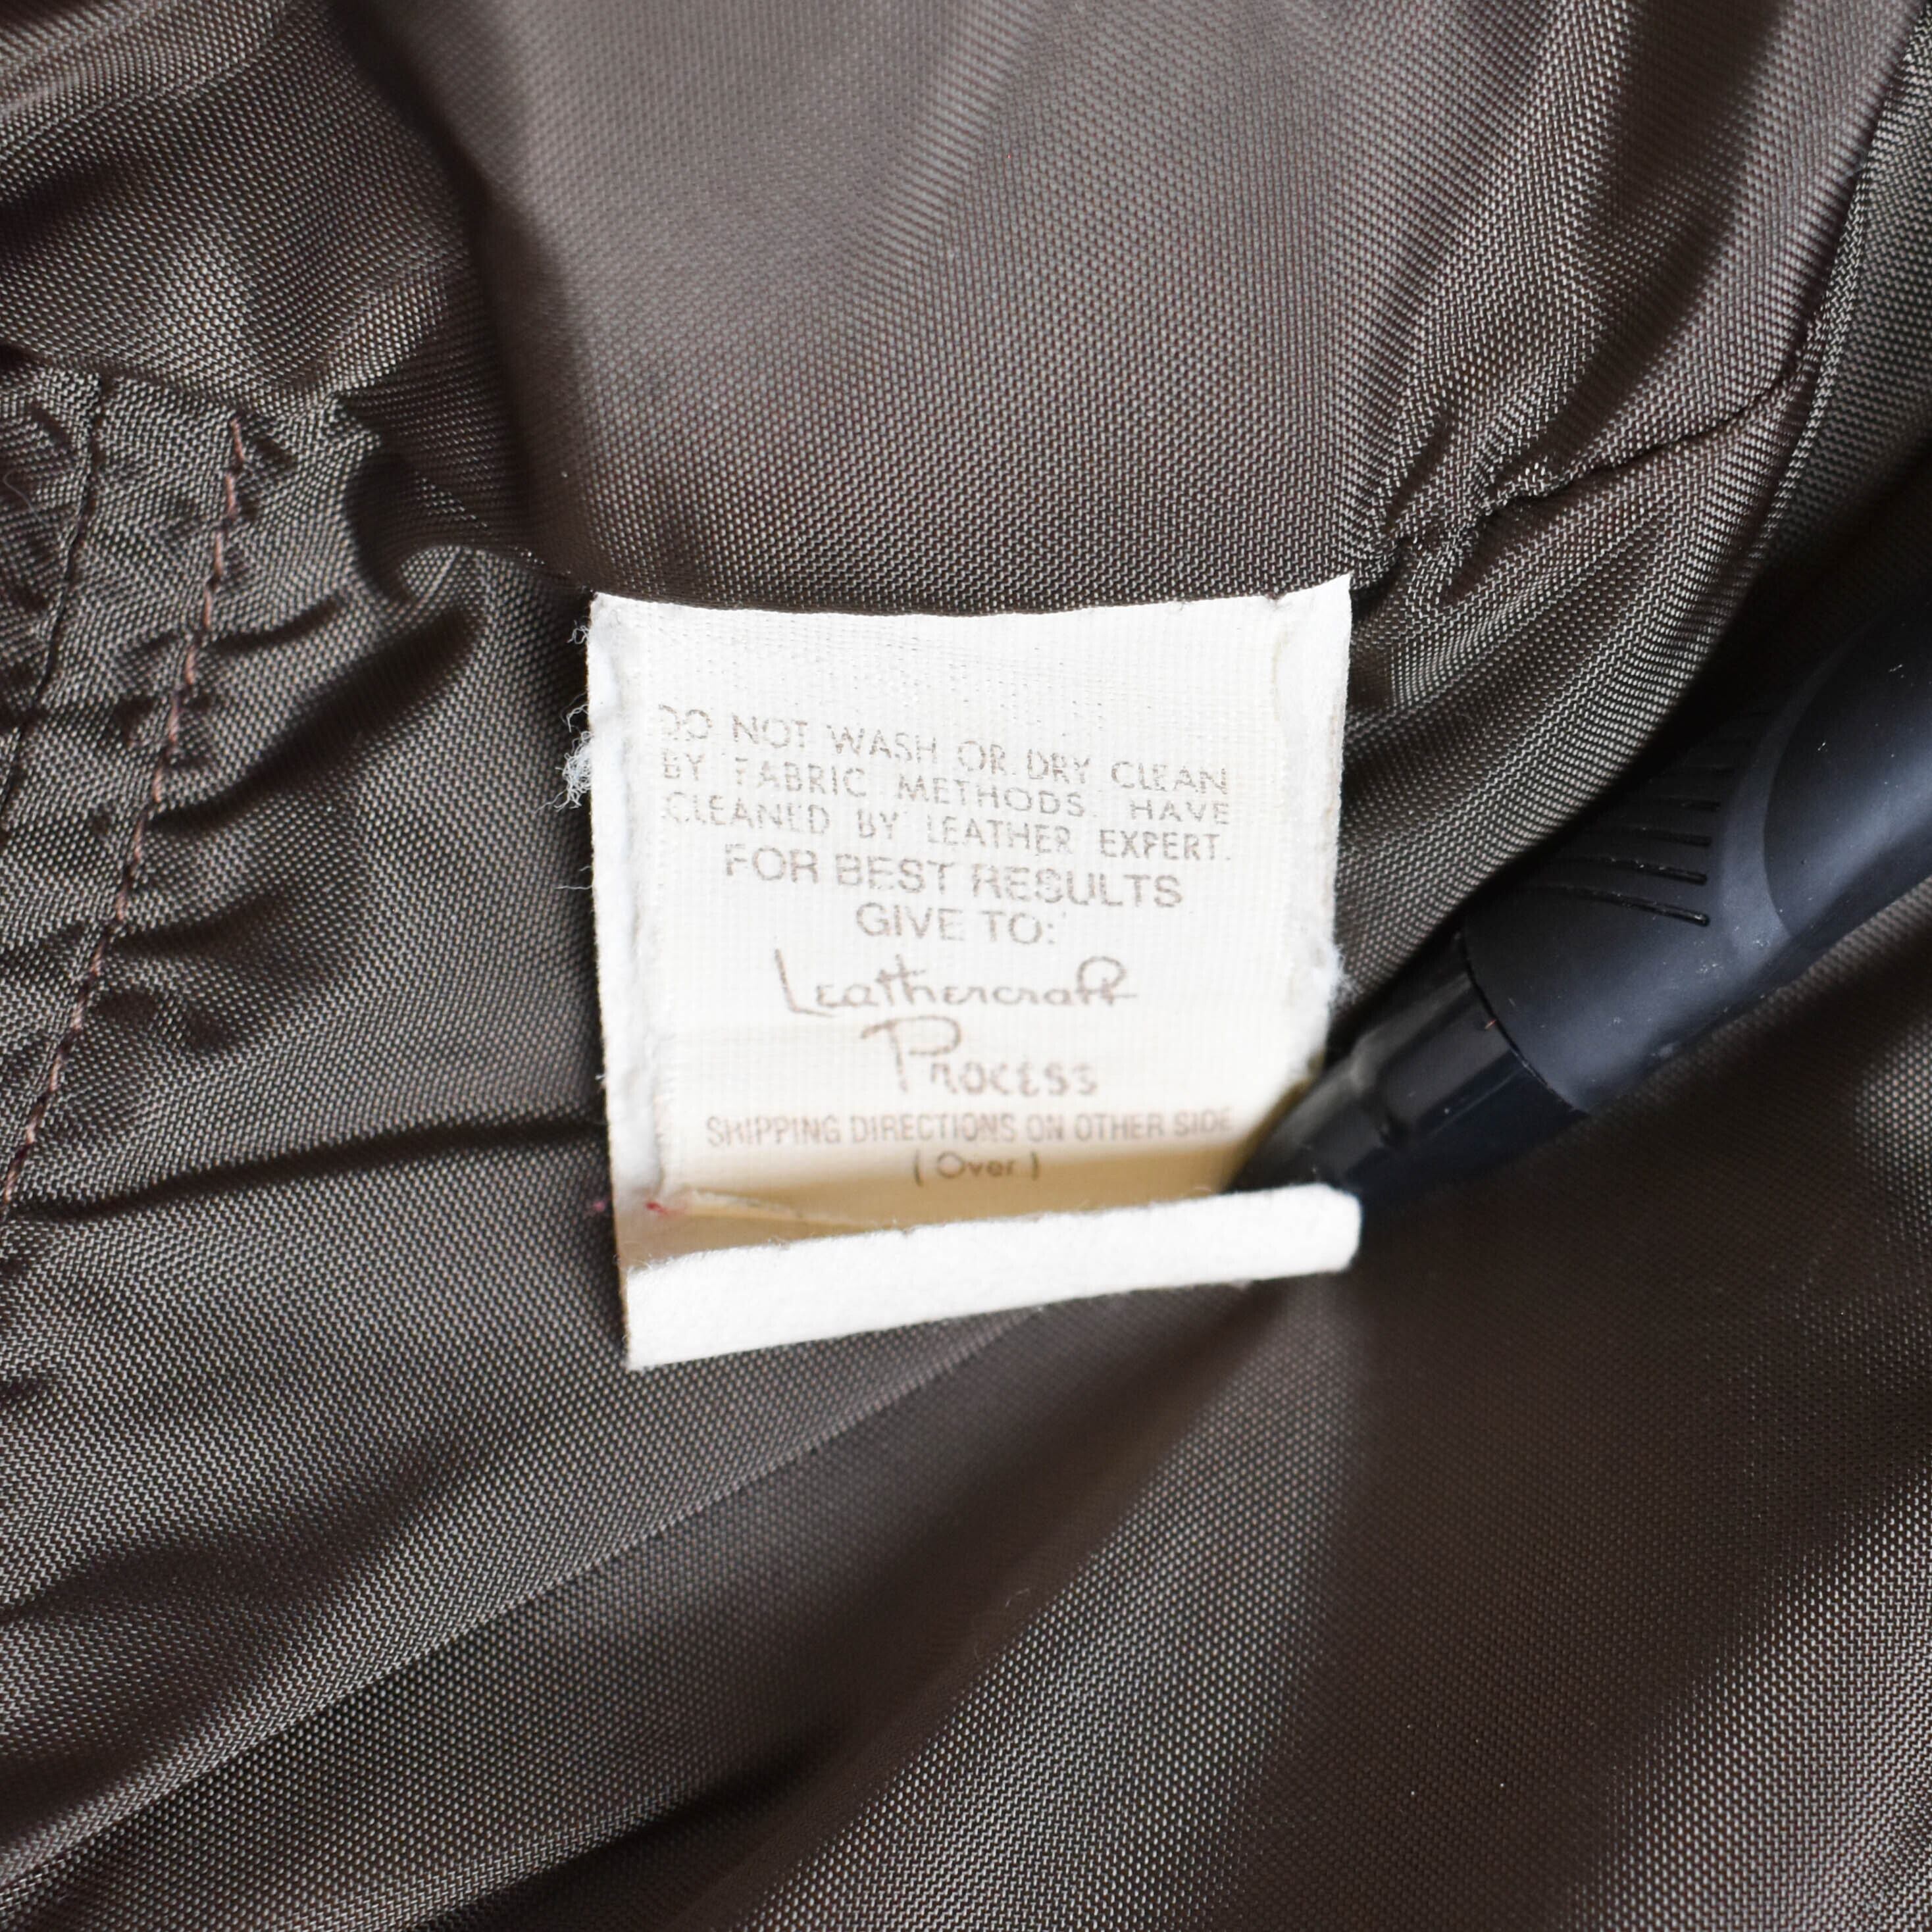 DO NOT WASH OR DRY CLEAN
BY FABRIC METHODS. HAVE
CLEANED BY LEATHER EXPERT.
FOR BEST RESULTS
GIVE TO:
Leathercraft
Process
SHIPPING DIRECTIONS ON OTHER SIDE
(Over)